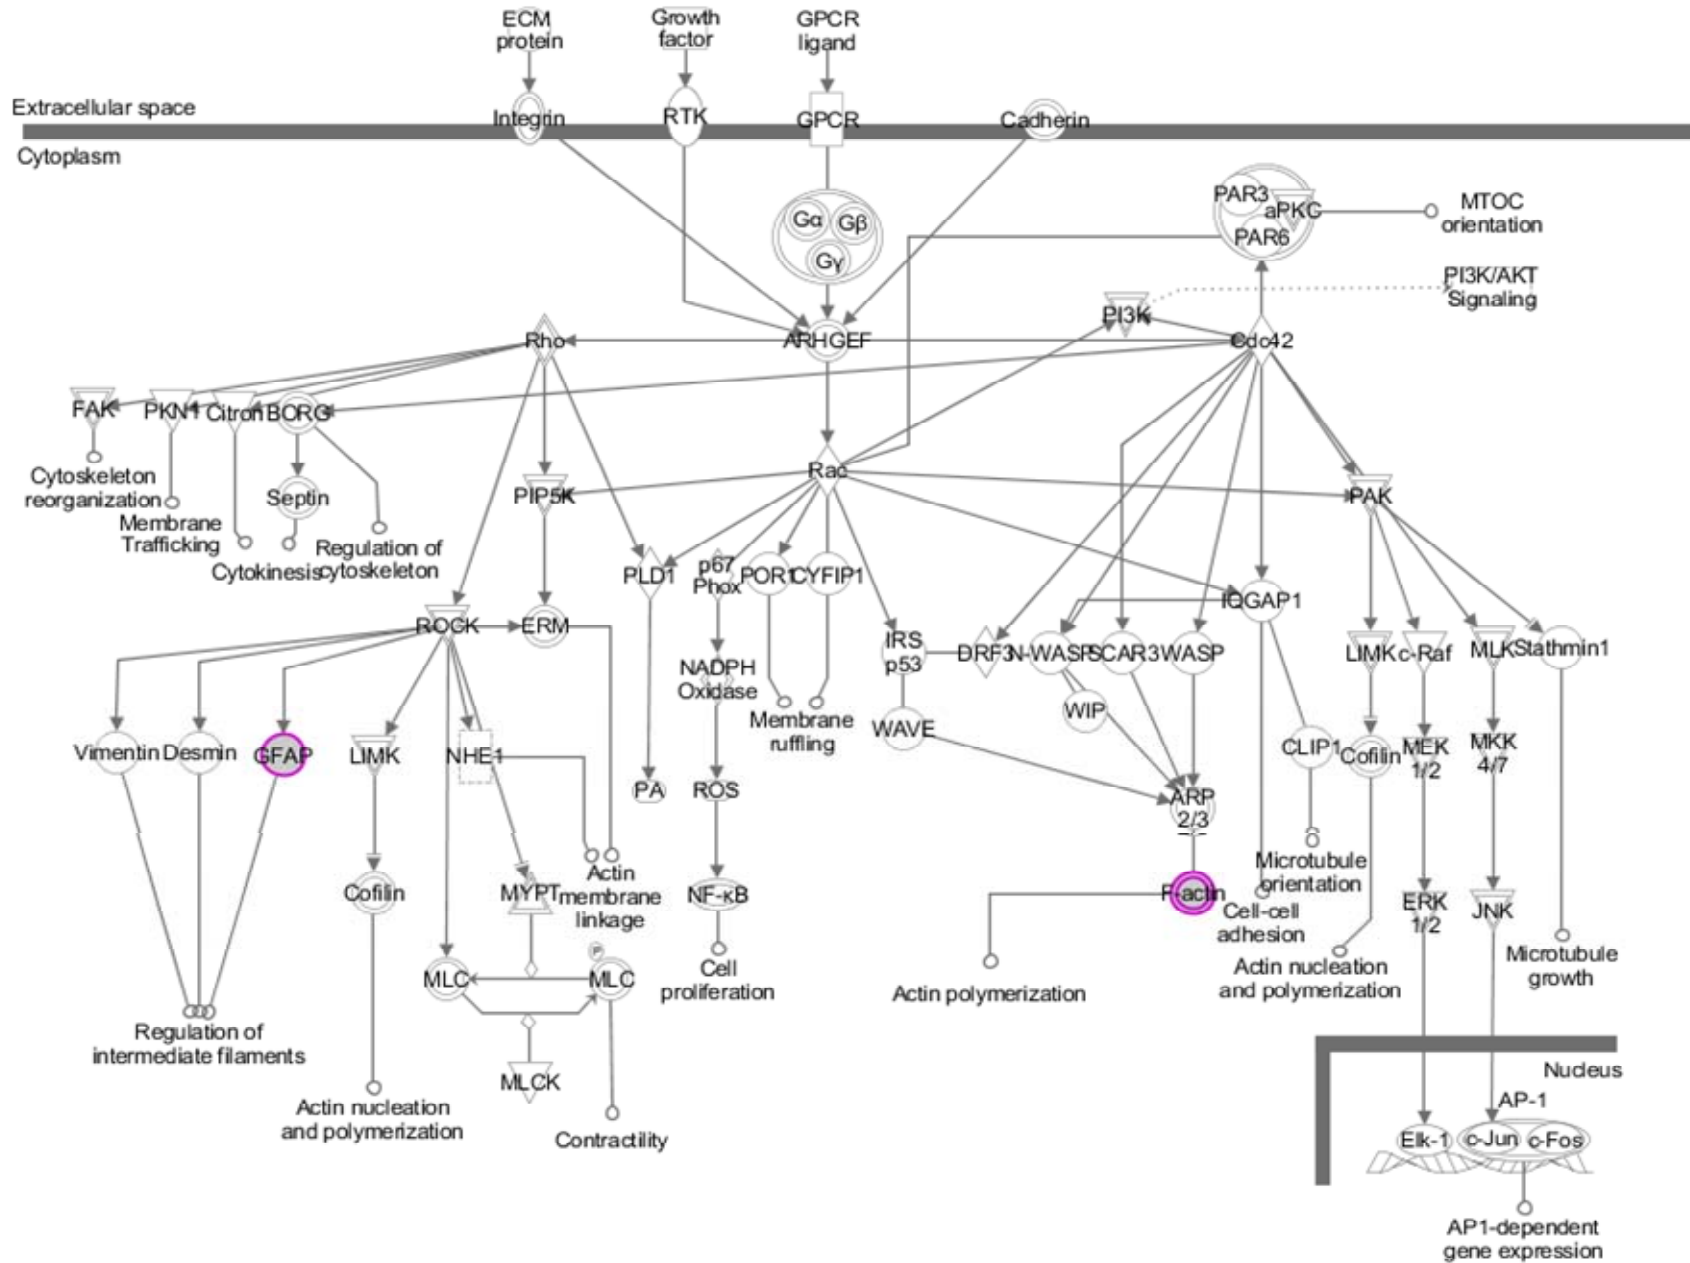 ECM
protein
Growth
factor
GPCR
ligand
Extracellular space
Integrin
RTK
GPCR
Cadherin
Cytoplasm
PAR3
aPKC
PAR6
MTOC
orientation
Gα
Gβ
Gγ
PI3K/AKT
Signaling
PI3K
Rho
ARHGEF
Cdc42
FAK
PKN1
Citron
BORG
Cytoskeleton
reorganization
Membrane
Trafficking
Septin
Cytokinesis
Regulation of
cytoskeleton
PIP5K
Rac
PAK
PLD1
p67
Phox
POR1
CYFIP1
IQGAP1
ROCK
ERM
IRS
p53
DRF3
N-WASP
SCAR3
WASP
LIMK
c-Raf
MLK
Stathmin1
NADPH
Oxidase
Membrane
ruffling
WAVE
WIP
Vimentin
Desmin
GFAP
LIMK
NHE1
CLIP1
Cofilin
MEK
1/2
MKK
4/7
PA
ROS
ARP
2/3
Cofilin
MYPT
Actin
membrane
linkage
NF-κB
F-actin
Microtubule
orientation
Cell-cell
adhesion
ERK
1/2
JNK
MLC
P
MLC
Cell
proliferation
Actin polymerization
Actin nucleation
and polymerization
Microtubule
growth
Regulation of
intermediate filaments
MLCK
Actin nucleation
and polymerization
Contractility
Nucleus
AP-1
Elk-1
c-Jun
c-Fos
AP1-dependent
gene expression